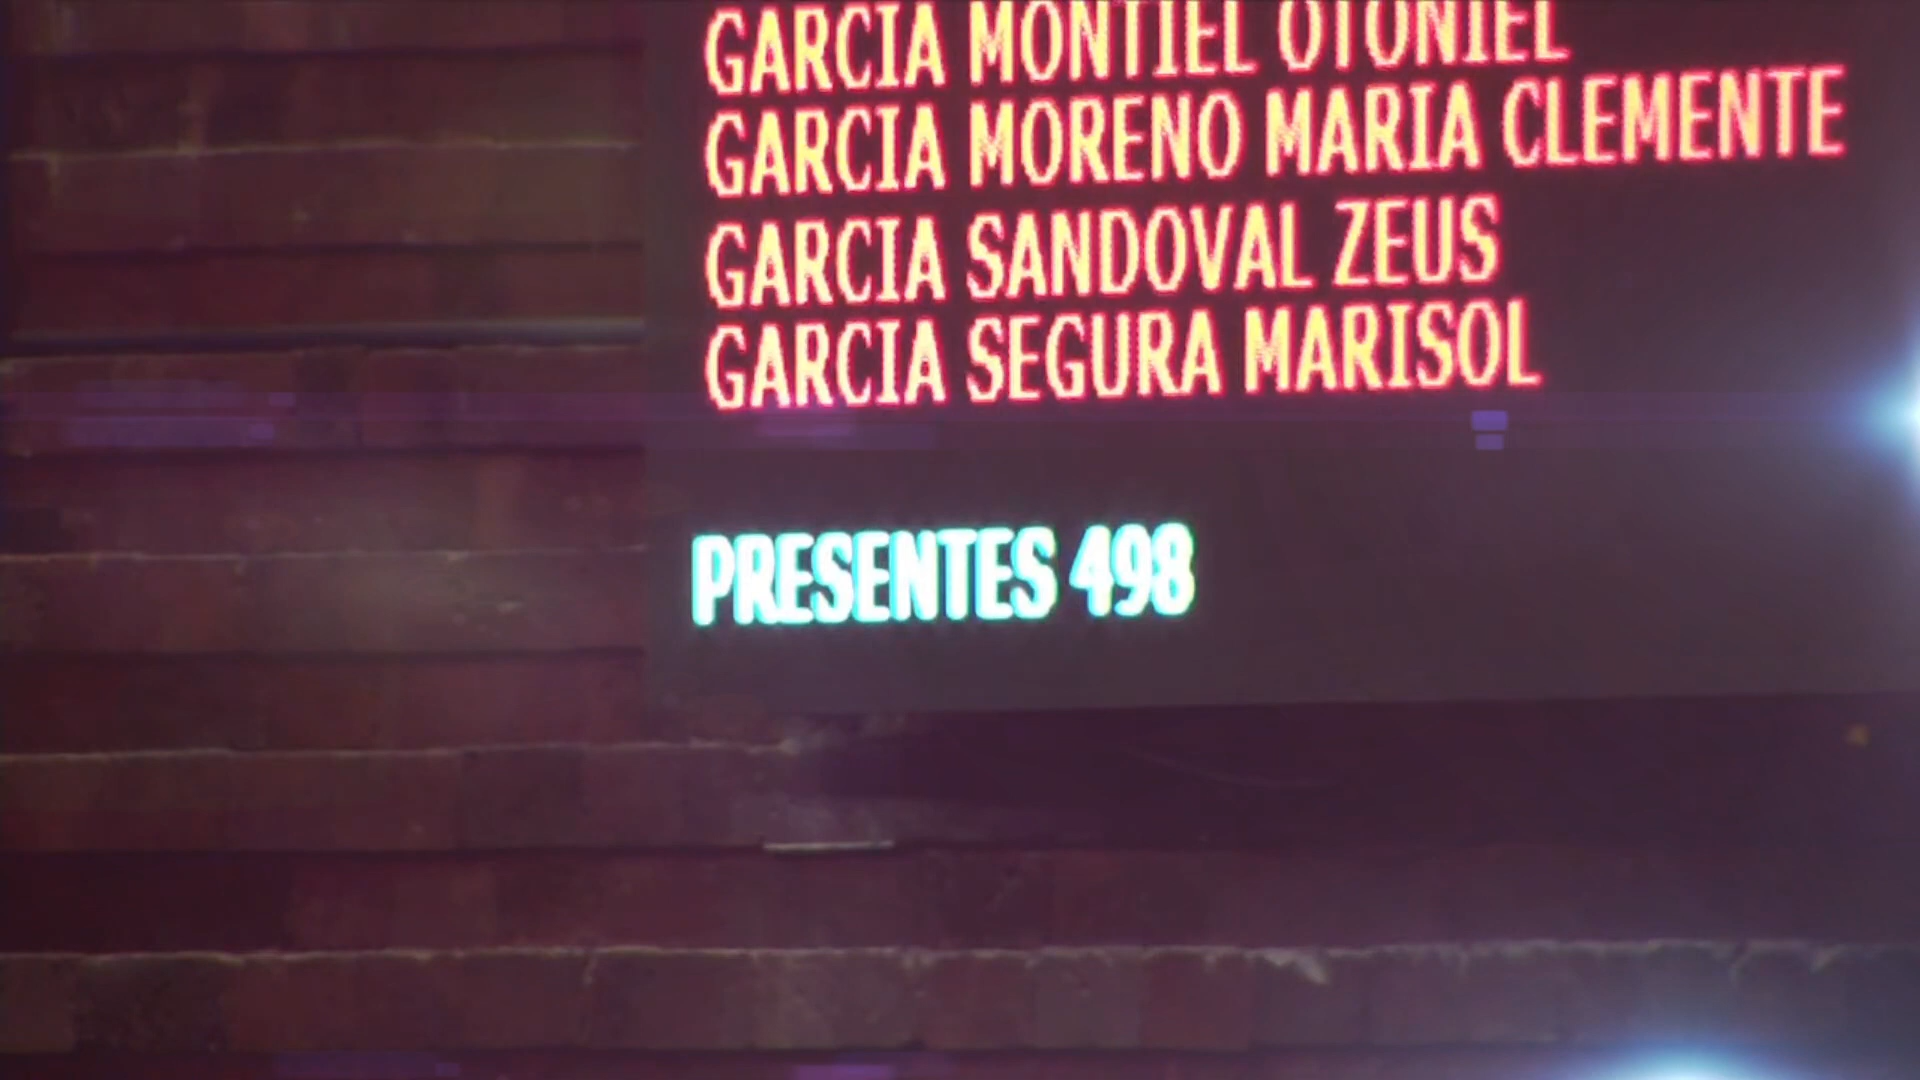 GARCIA MONTIEL OTONIEL
GARCIA MORENO MARIA CLEMENTE
GARCIA SANDOVAL ZEUS
GARCIA SEGURA MARISOL
PRESENTES 498